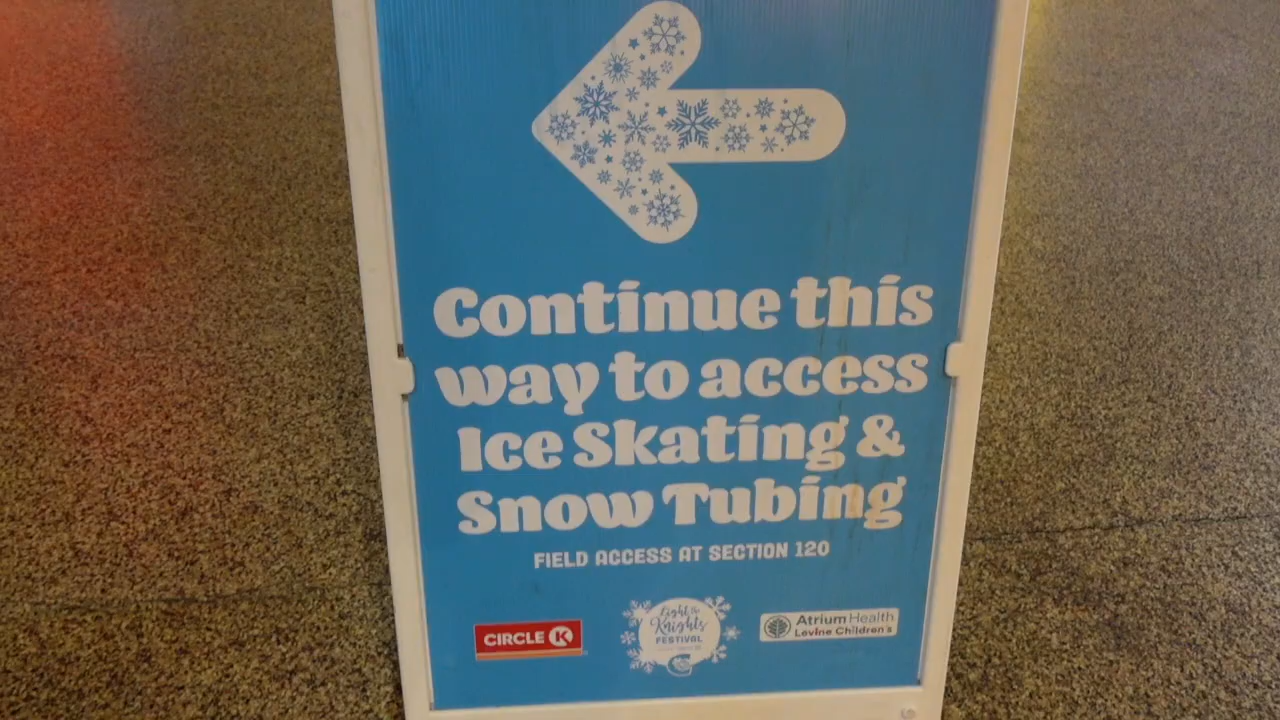 Continue this
way to access
Ice Skating &
Snow Tubing
FIELD ACCESS AT SECTION 120
CIRCLE K
Light the
Knights
FESTIVAL
Atrium Health
Levine Children's